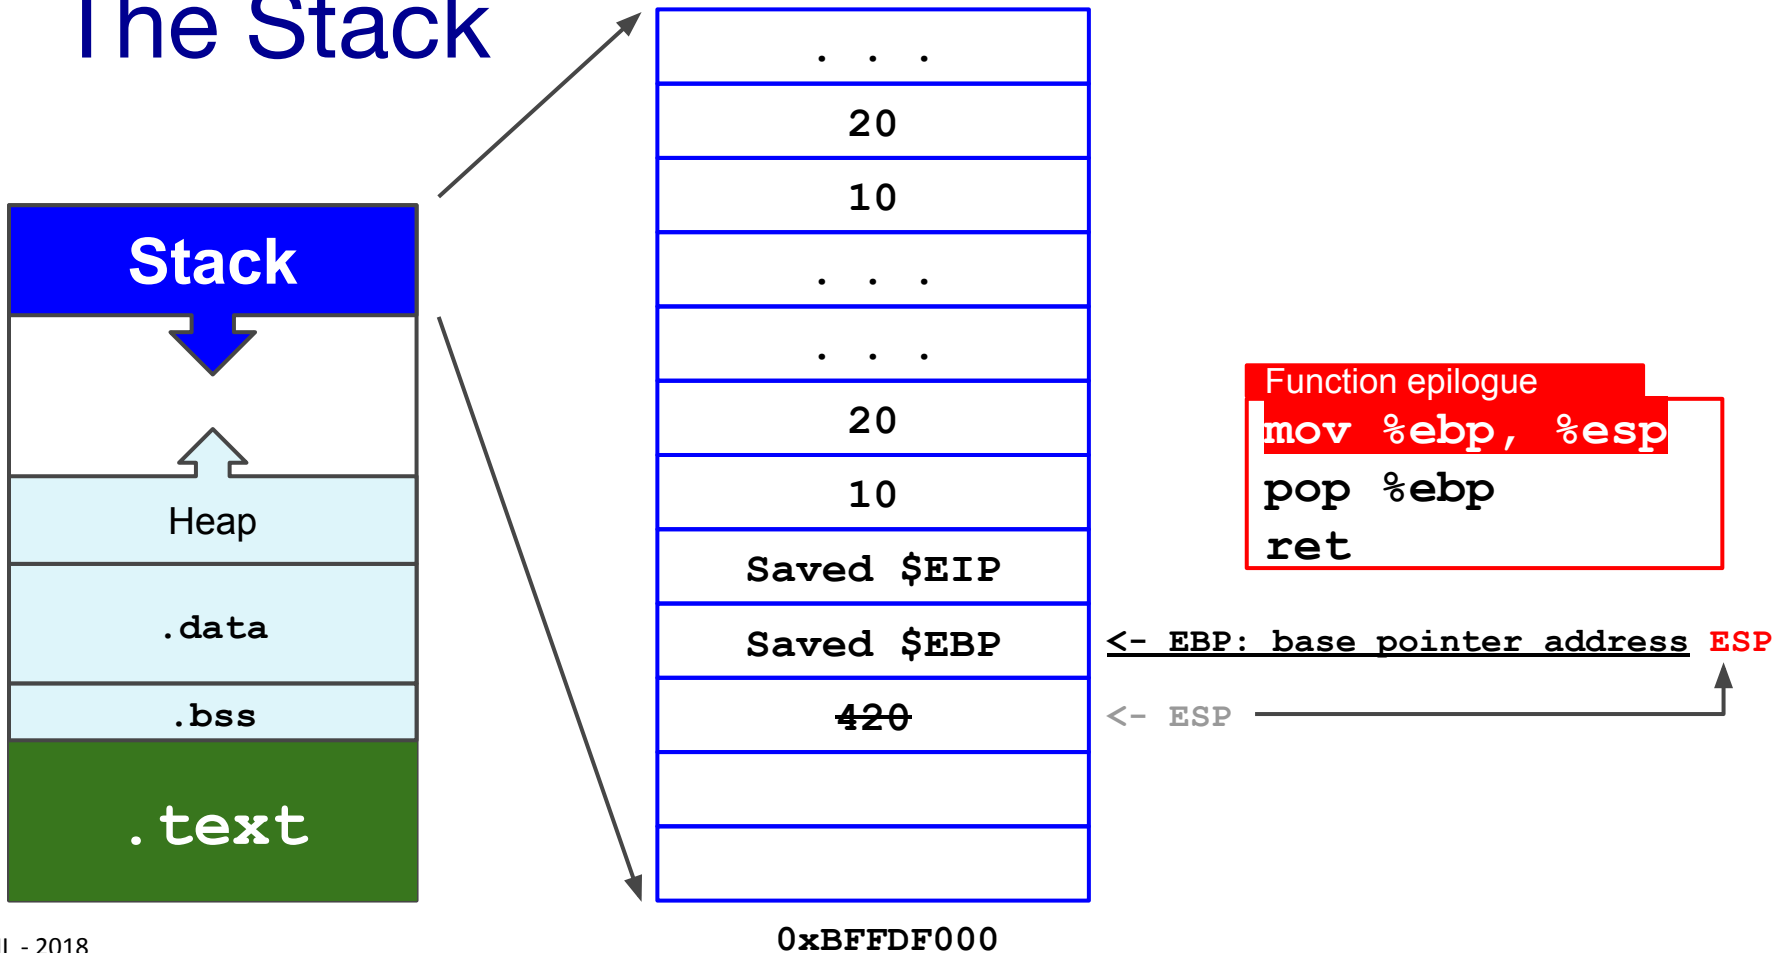 The Stack
Stack
Heap
.data
.bss
.text
. . .
20
10
. . .
. . .
20
10
Saved $EIP
Saved $EBP
420
0xBFFDF000
Function epilogue
mov %ebp, %esp
pop %ebp
ret
<- EBP: base pointer address ESP
<- ESP
- 2018